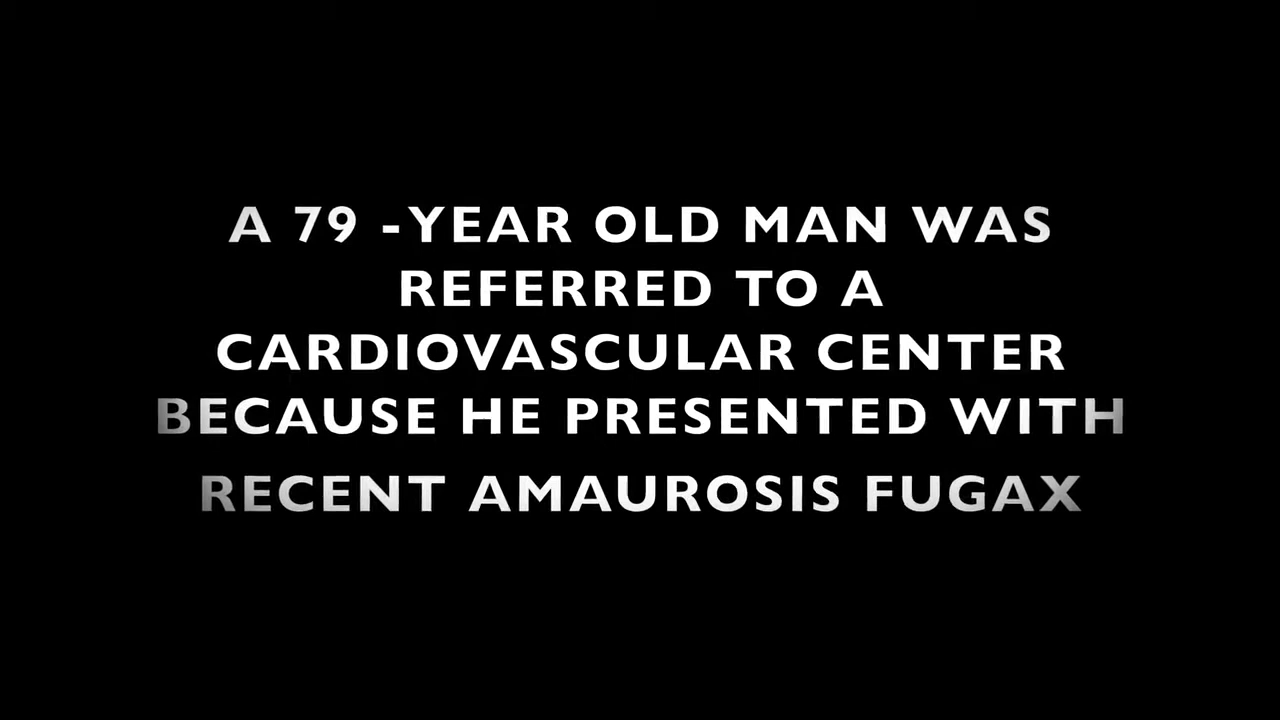 A 79 -YEAR OLD MAN WAS
REFERRED TO A
CARDIOVASCULAR CENTER
BECAUSE HE PRESENTED WITH
RECENT AMAUROSIS FUGAX